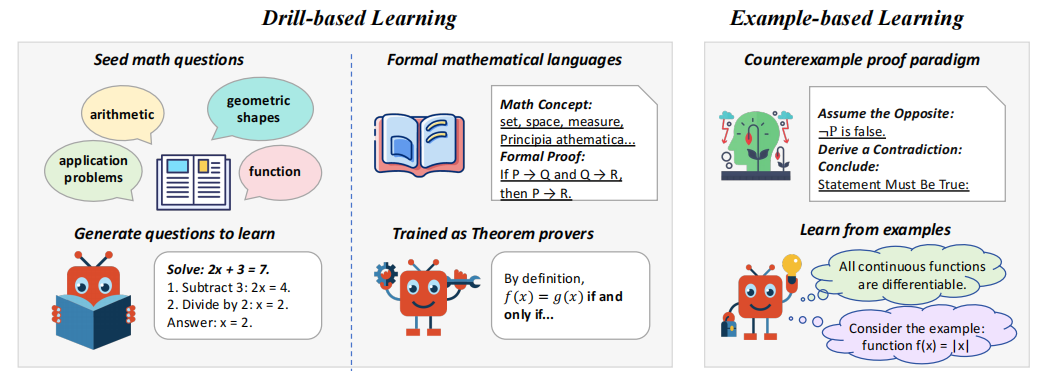 Drill-based Learning
Example-based Learning
Seed math questions
arithmetic
geometric
shapes
application
problems
function
Generate questions to learn
Solve: 2x + 3 = 7.
1. Subtract 3: 2x = 4.
2. Divide by 2: x = 2.
Answer: x = 2.
Formal mathematical languages
Math Concept:
set, space, measure,
Principia athematica...
Formal Proof:
If P → Q and Q → R,
then P → R.
Trained as Theorem provers
By definition,
f(x) = g(x) if and
only if...
Counterexample proof paradigm
Assume the Opposite:
¬P is false.
Derive a Contradiction:
Conclude:
Statement Must Be True:
Learn from examples
All continuous functions
are differentiable.
Consider the example:
function f(x) = |x|